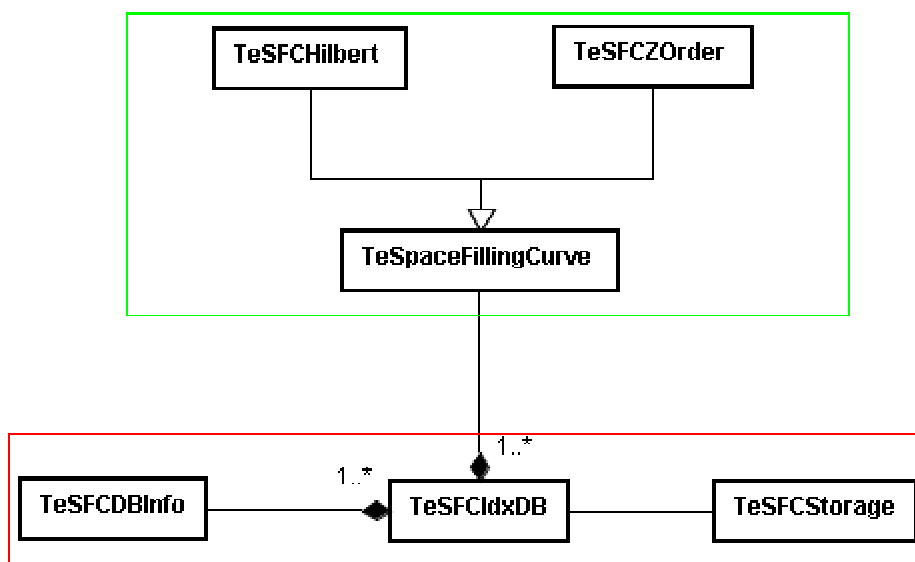 TeSFCHilbert
TeSFCZOrder
TeSpaceFillingCurve
1..*
1..*
TeSFCDBInfo
TeSFCIdxDB
TeSFCStorage